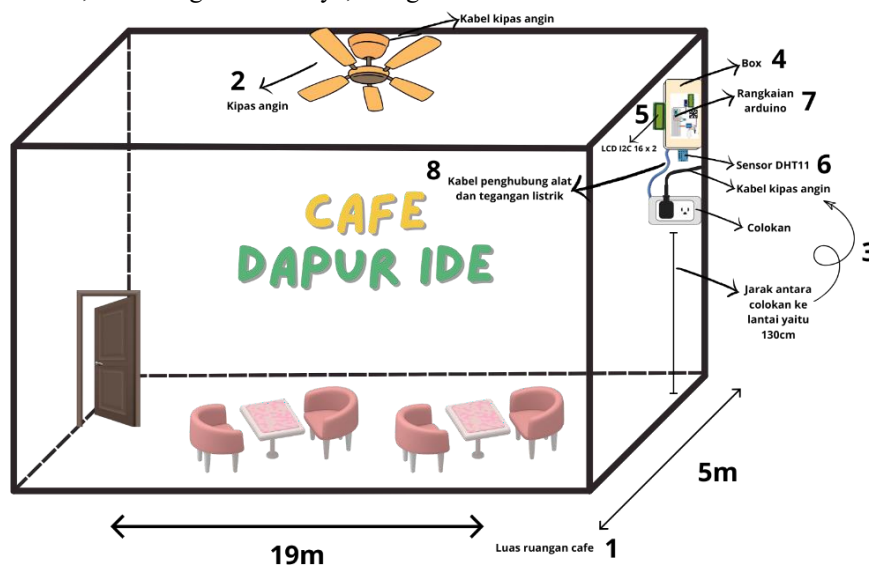 Kabel kipas angin
2
Kipas angin
Box 4
Rangkaian
arduino 7
5
LCD I2C 16 x 2
8
Kabel penghubung alat
dan tegangan listrik
Sensor DHT11 6
Kabel kipas angin
Colokan
3
CAFE
DAPUR IDE
Jarak antara
colokan ke
lantai yaitu
130cm
5m
19m
Luas ruangan cafe 1